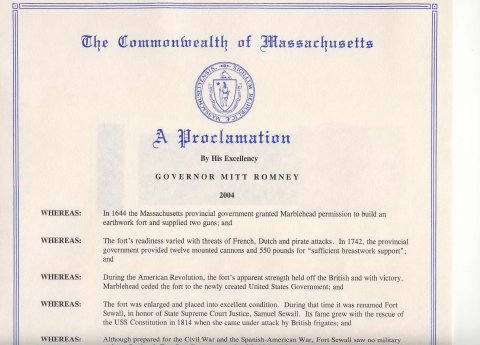 The Commonwealth of Massachusetts
A Proclamation
By His Excellency
GOVERNOR MITT ROMNEY
2004
WHEREAS: In 1644 the Massachusetts provincial government granted Marblehead permission to build an
earthwork fort and supplied two guns; and
WHEREAS: The fort's readiness varied with threats of French, Dutch and pirate attacks. In 1742, the provincial
government provided twelve mounted cannons and 550 pounds for "sufficient breastwork support";
and
WHEREAS: During the American Revolution, the fort's apparent strength held off the British and with victory,
Marblehead ceded the fort to the newly created United States Government; and
WHEREAS: The fort was enlarged and placed into excellent condition. During that time it was renamed Fort
Sewall, in honor of State Supreme Court Justice, Samuel Sewall. Its fame grew with the rescue of
the USS Constitution in 1814 when she came under attack by British frigates; and
WHEREAS: Although prepared for the Civil War and the Spanish-American War, Fort Sewall saw no military